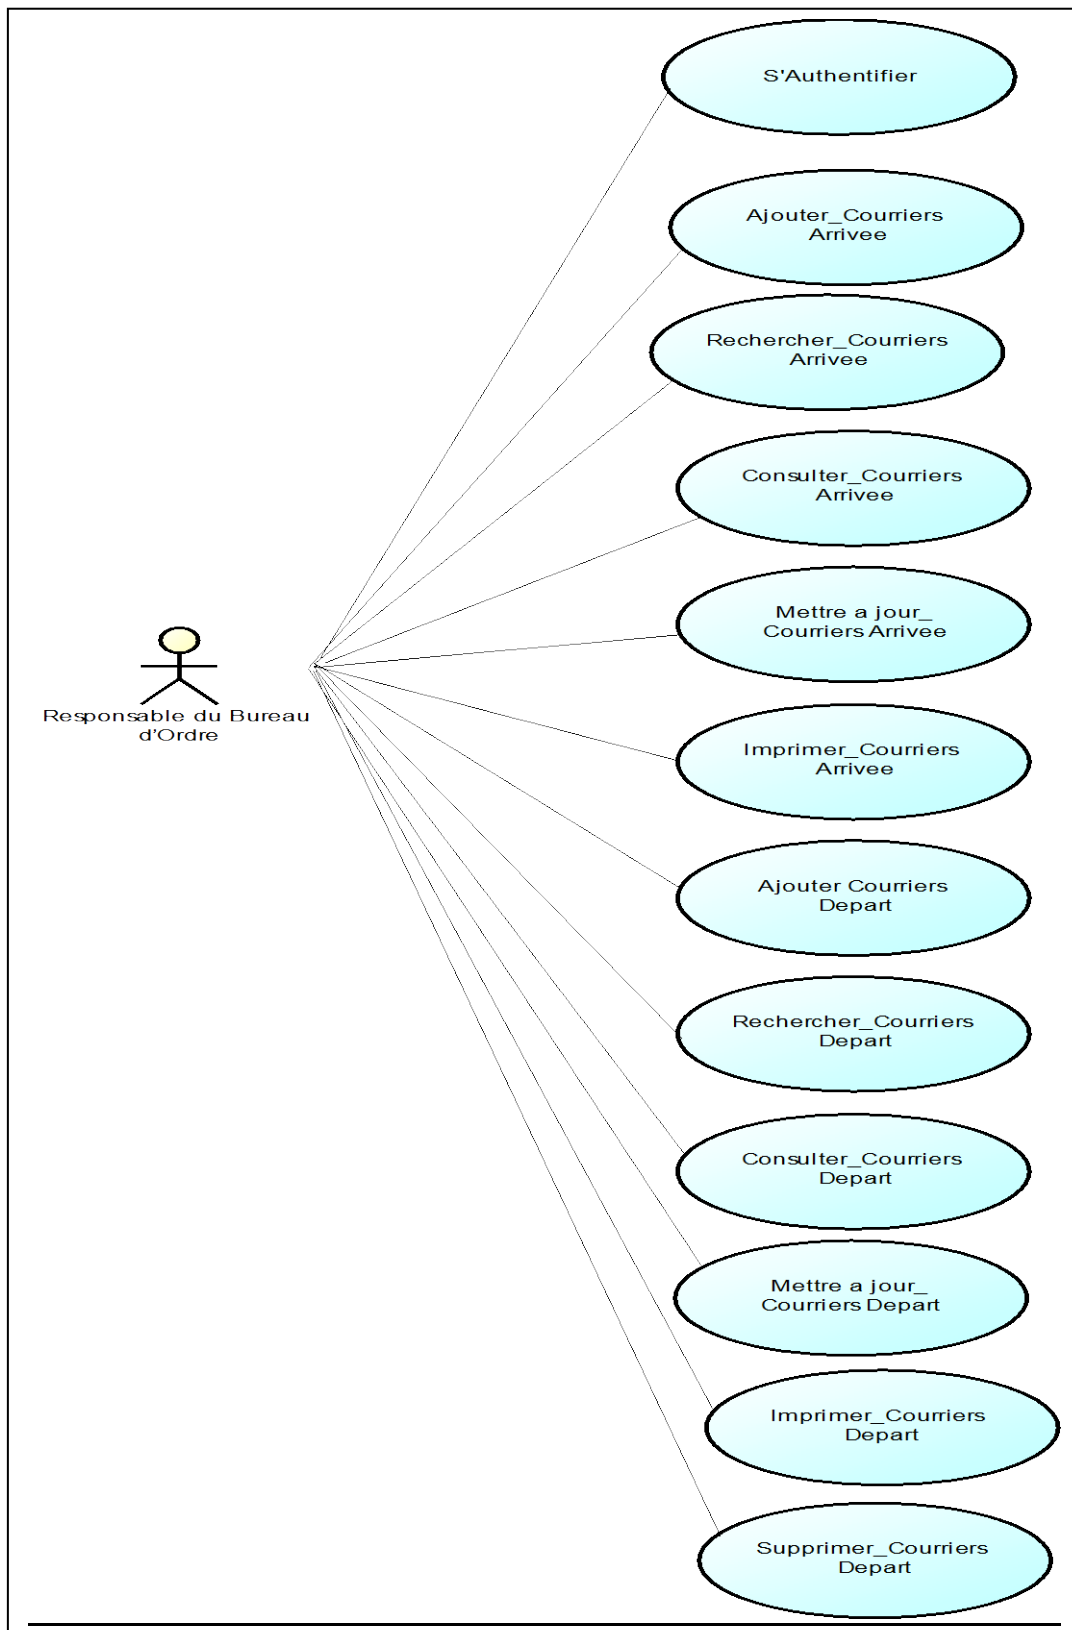 S'Authentifier
Ajouter_Courriers
Arrivee
Rechercher_Courriers
Arrivee
Consulter_Courriers
Arrivee
Mettre a jour_
Courriers Arrivee
Responsable du Bureau
d'Ordre
Imprimer_Courriers
Arrivee
Ajouter Courriers
Depart
Rechercher_Courriers
Depart
Consulter_Courriers
Depart
Mettre a jour_
Courriers Depart
Imprimer_Courriers
Depart
Supprimer_Courriers
Depart